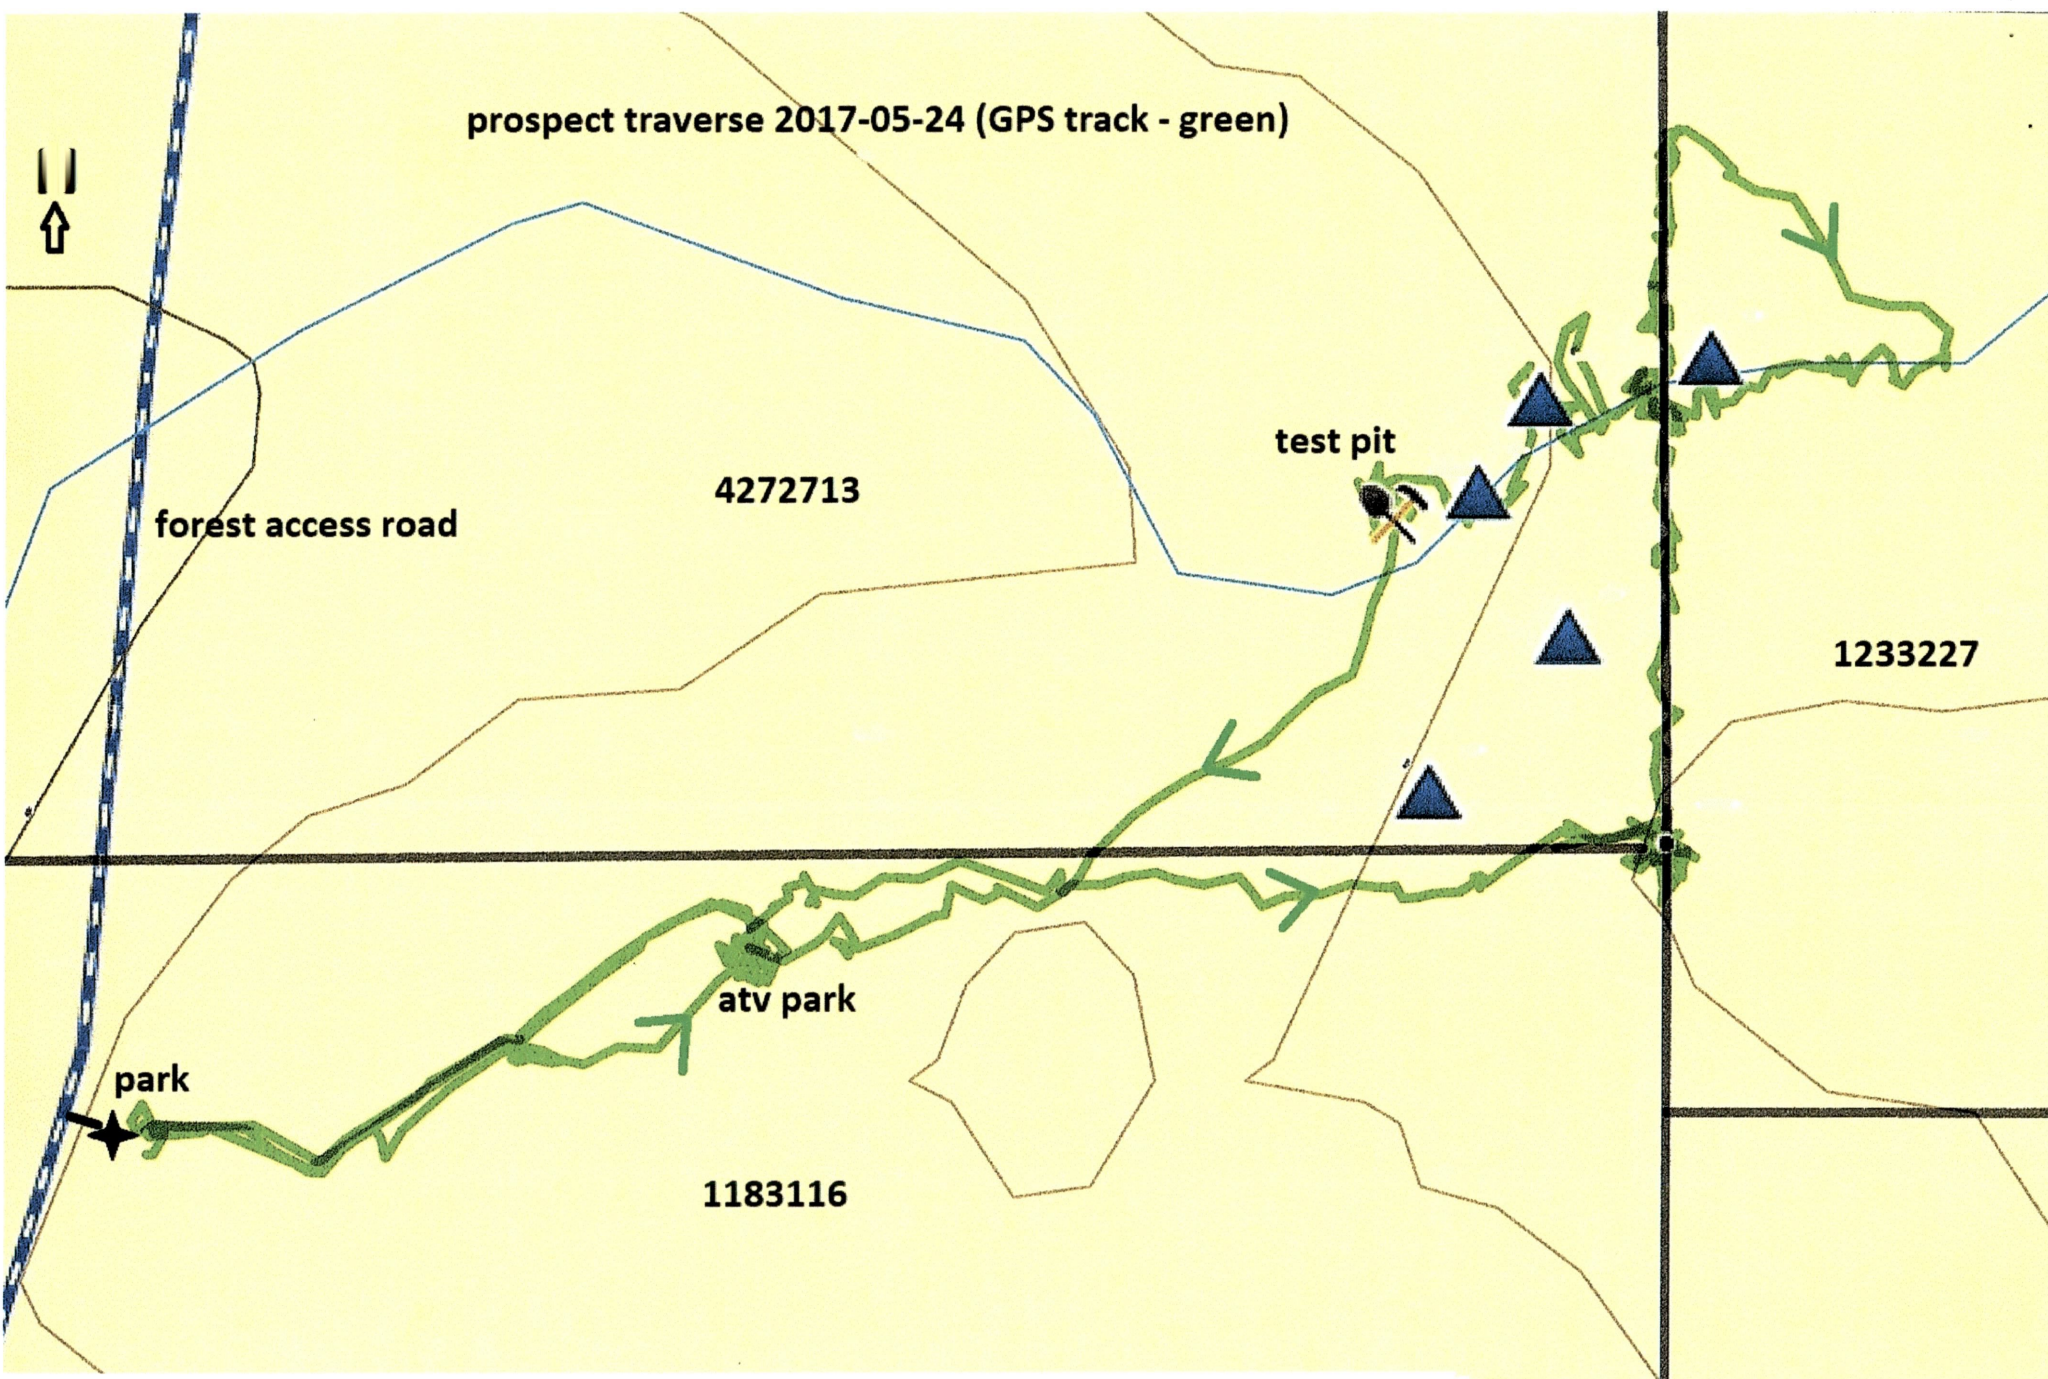 prospect traverse 2017-05-24 (GPS track - green)
test pit
4272713
forest access road
1233227
atv park
park
1183116